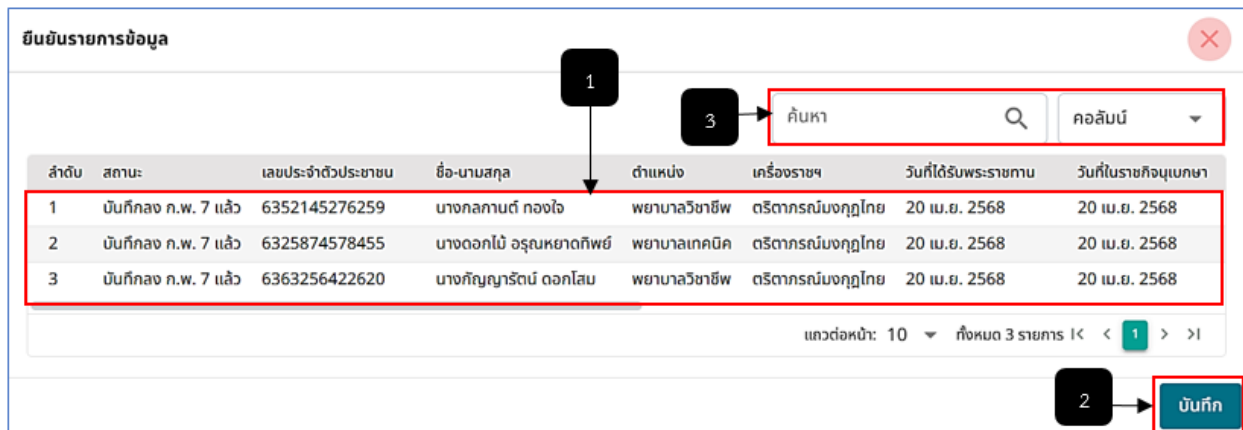 ยืนยันรายการข้อมูล
1
3
ค้นหา
คอลัมน์
ลำดับ สถานะ เลขประจำตัวประชาชน ชื่อ-นามสกุล ตำแหน่ง เครื่องราชฯ วันที่ได้รับพระราชทาน วันที่ในราชกิจนุเบกษา
1 บันทึกลง ก.พ. 7 แล้ว 6352145276259 นางกลกานต์ ทองใจ พยาบาลวิชาชีพ ตริตาภรณ์มงกุฎไทย 20 เม.ย. 2568 20 เม.ย. 2568
2 บันทึกลง ก.พ. 7 แล้ว 6325874578455 นางดอกไม้ อรุณหยาดทิพย์ พยาบาลเทคนิค ตริตาภรณ์มงกุฎไทย 20 เม.ย. 2568 20 เม.ย. 2568
3 บันทึกลง ก.พ. 7 แล้ว 6363256422620 นางกัญญารัตน์ ดอกโสม พยาบาลวิชาชีพ ตริตาภรณ์มงกุฎไทย 20 เม.ย. 2568 20 เม.ย. 2568
แถวต่อหน้า: 10 ทั้งหมด 3 รายการ 1
2
บันทึก